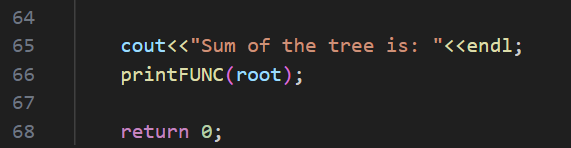 64
65 cout<<"Sum of the tree is: "<<endl;
66 printFUNC(root);
67
68 return 0;